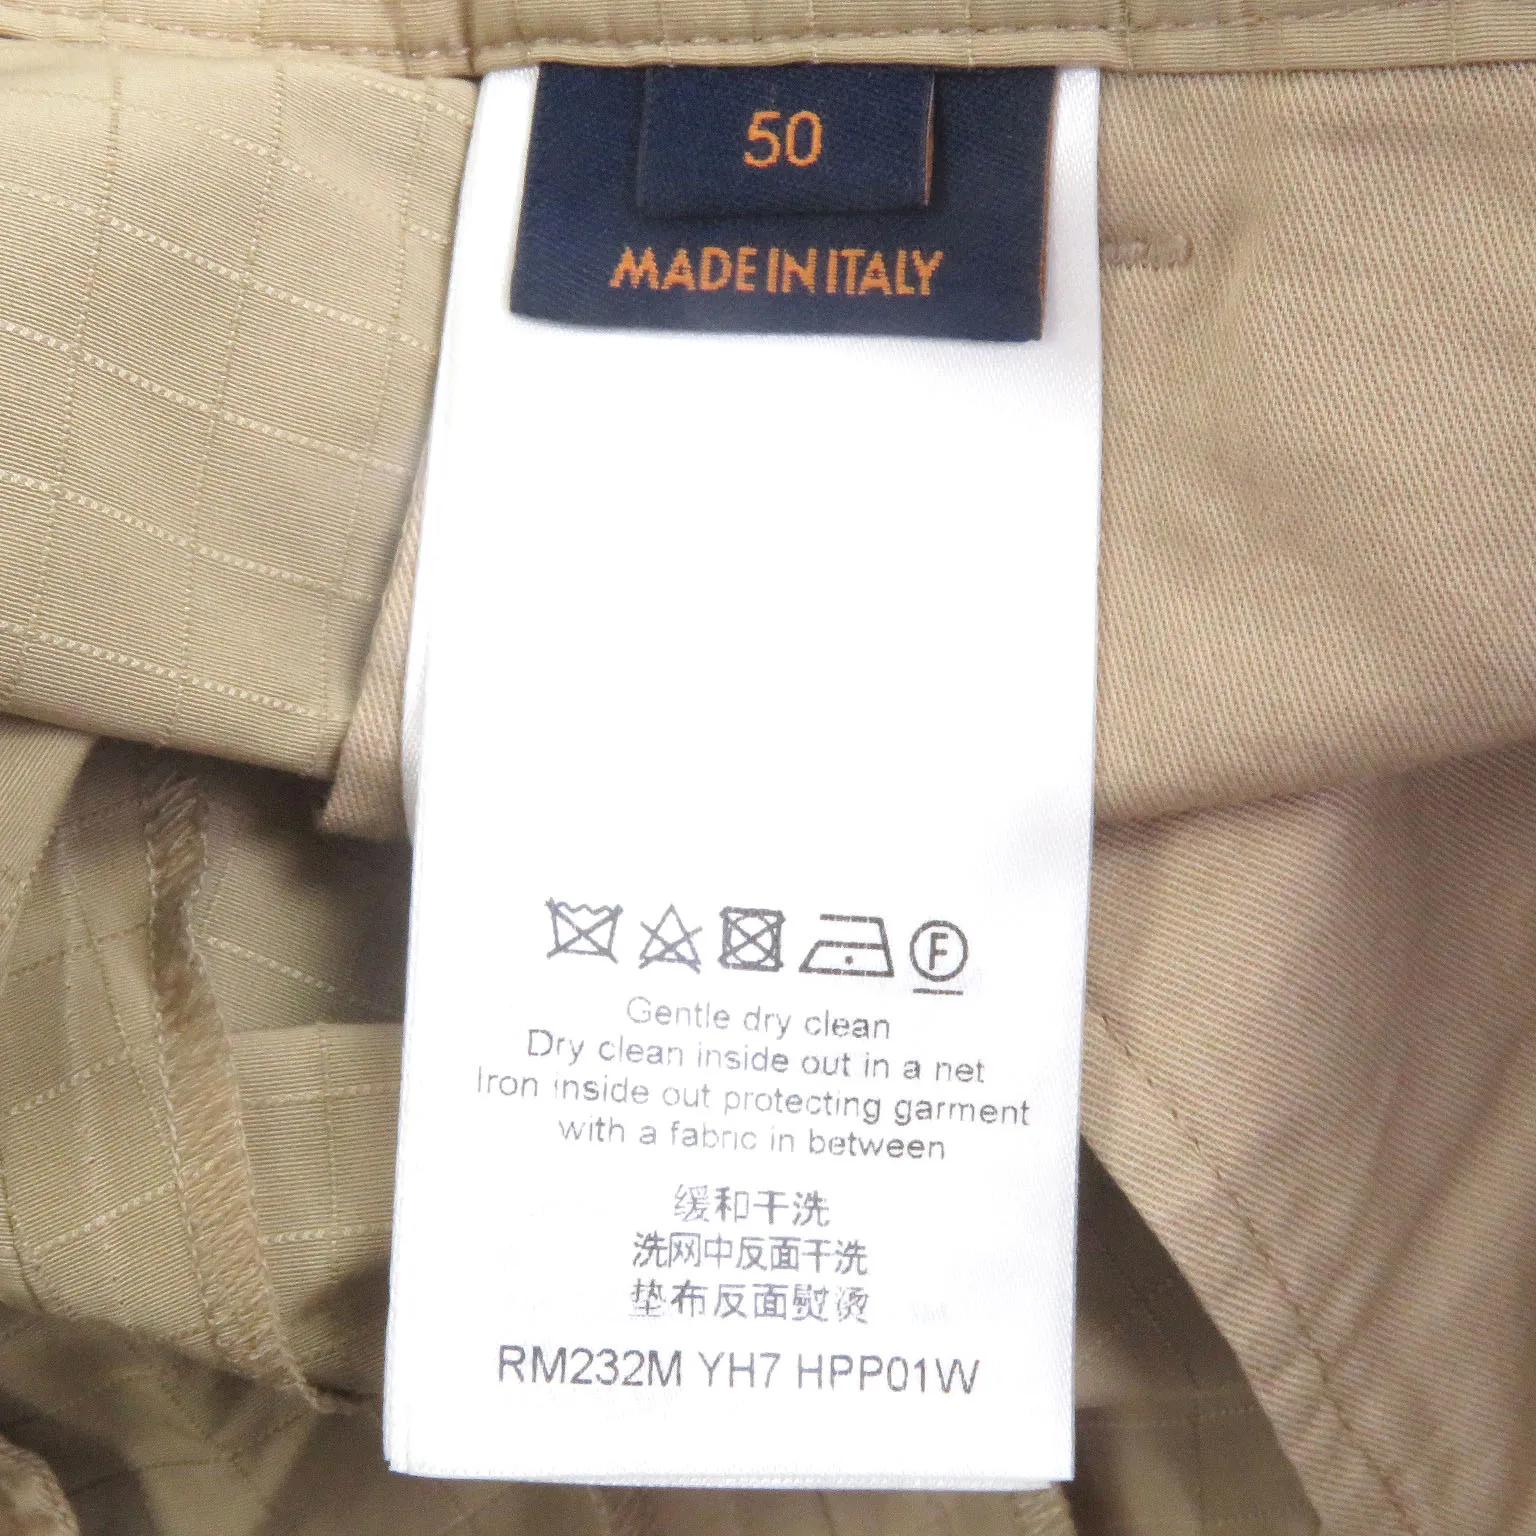 50
MADE IN ITALY
F
Gentle dry clean
Dry clean inside out in a net
Iron inside out protecting garment
with a fabric in between
缓和干洗
洗网中反面干洗
垫布反面熨烫
RM232M YH7 HPP01W